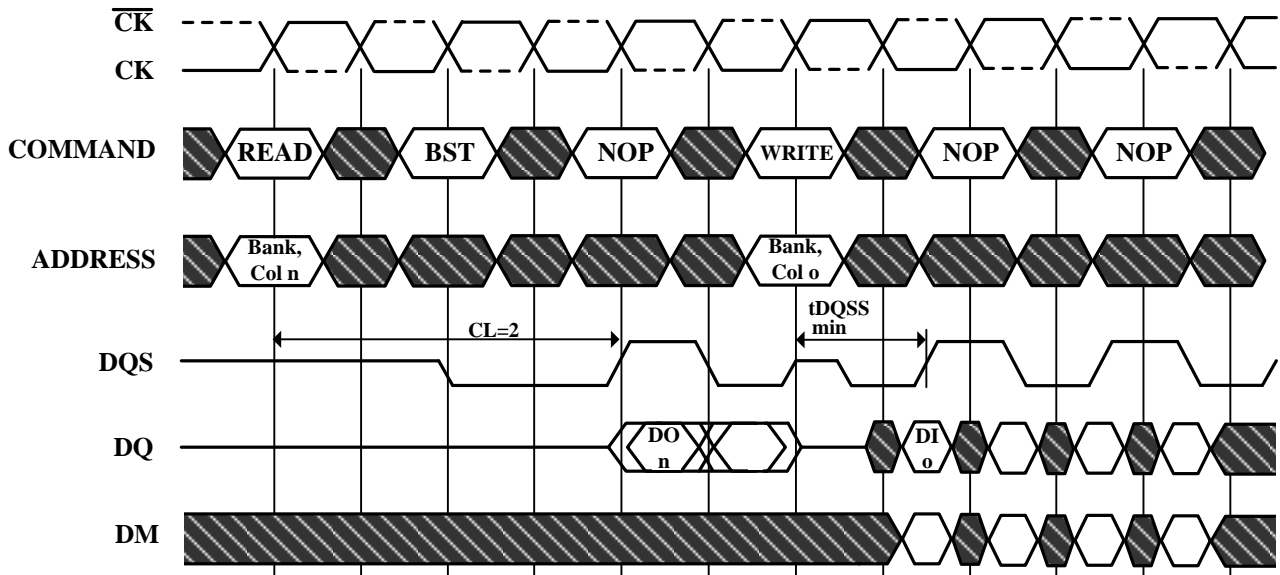 CK
CK
COMMAND
READ
BST
NOP
WRITE
NOP
NOP
ADDRESS
Bank,
Col n
Bank,
Col o
CL=2
tDQSS
min
DQS
DQ
DO
n
DI
o
DM